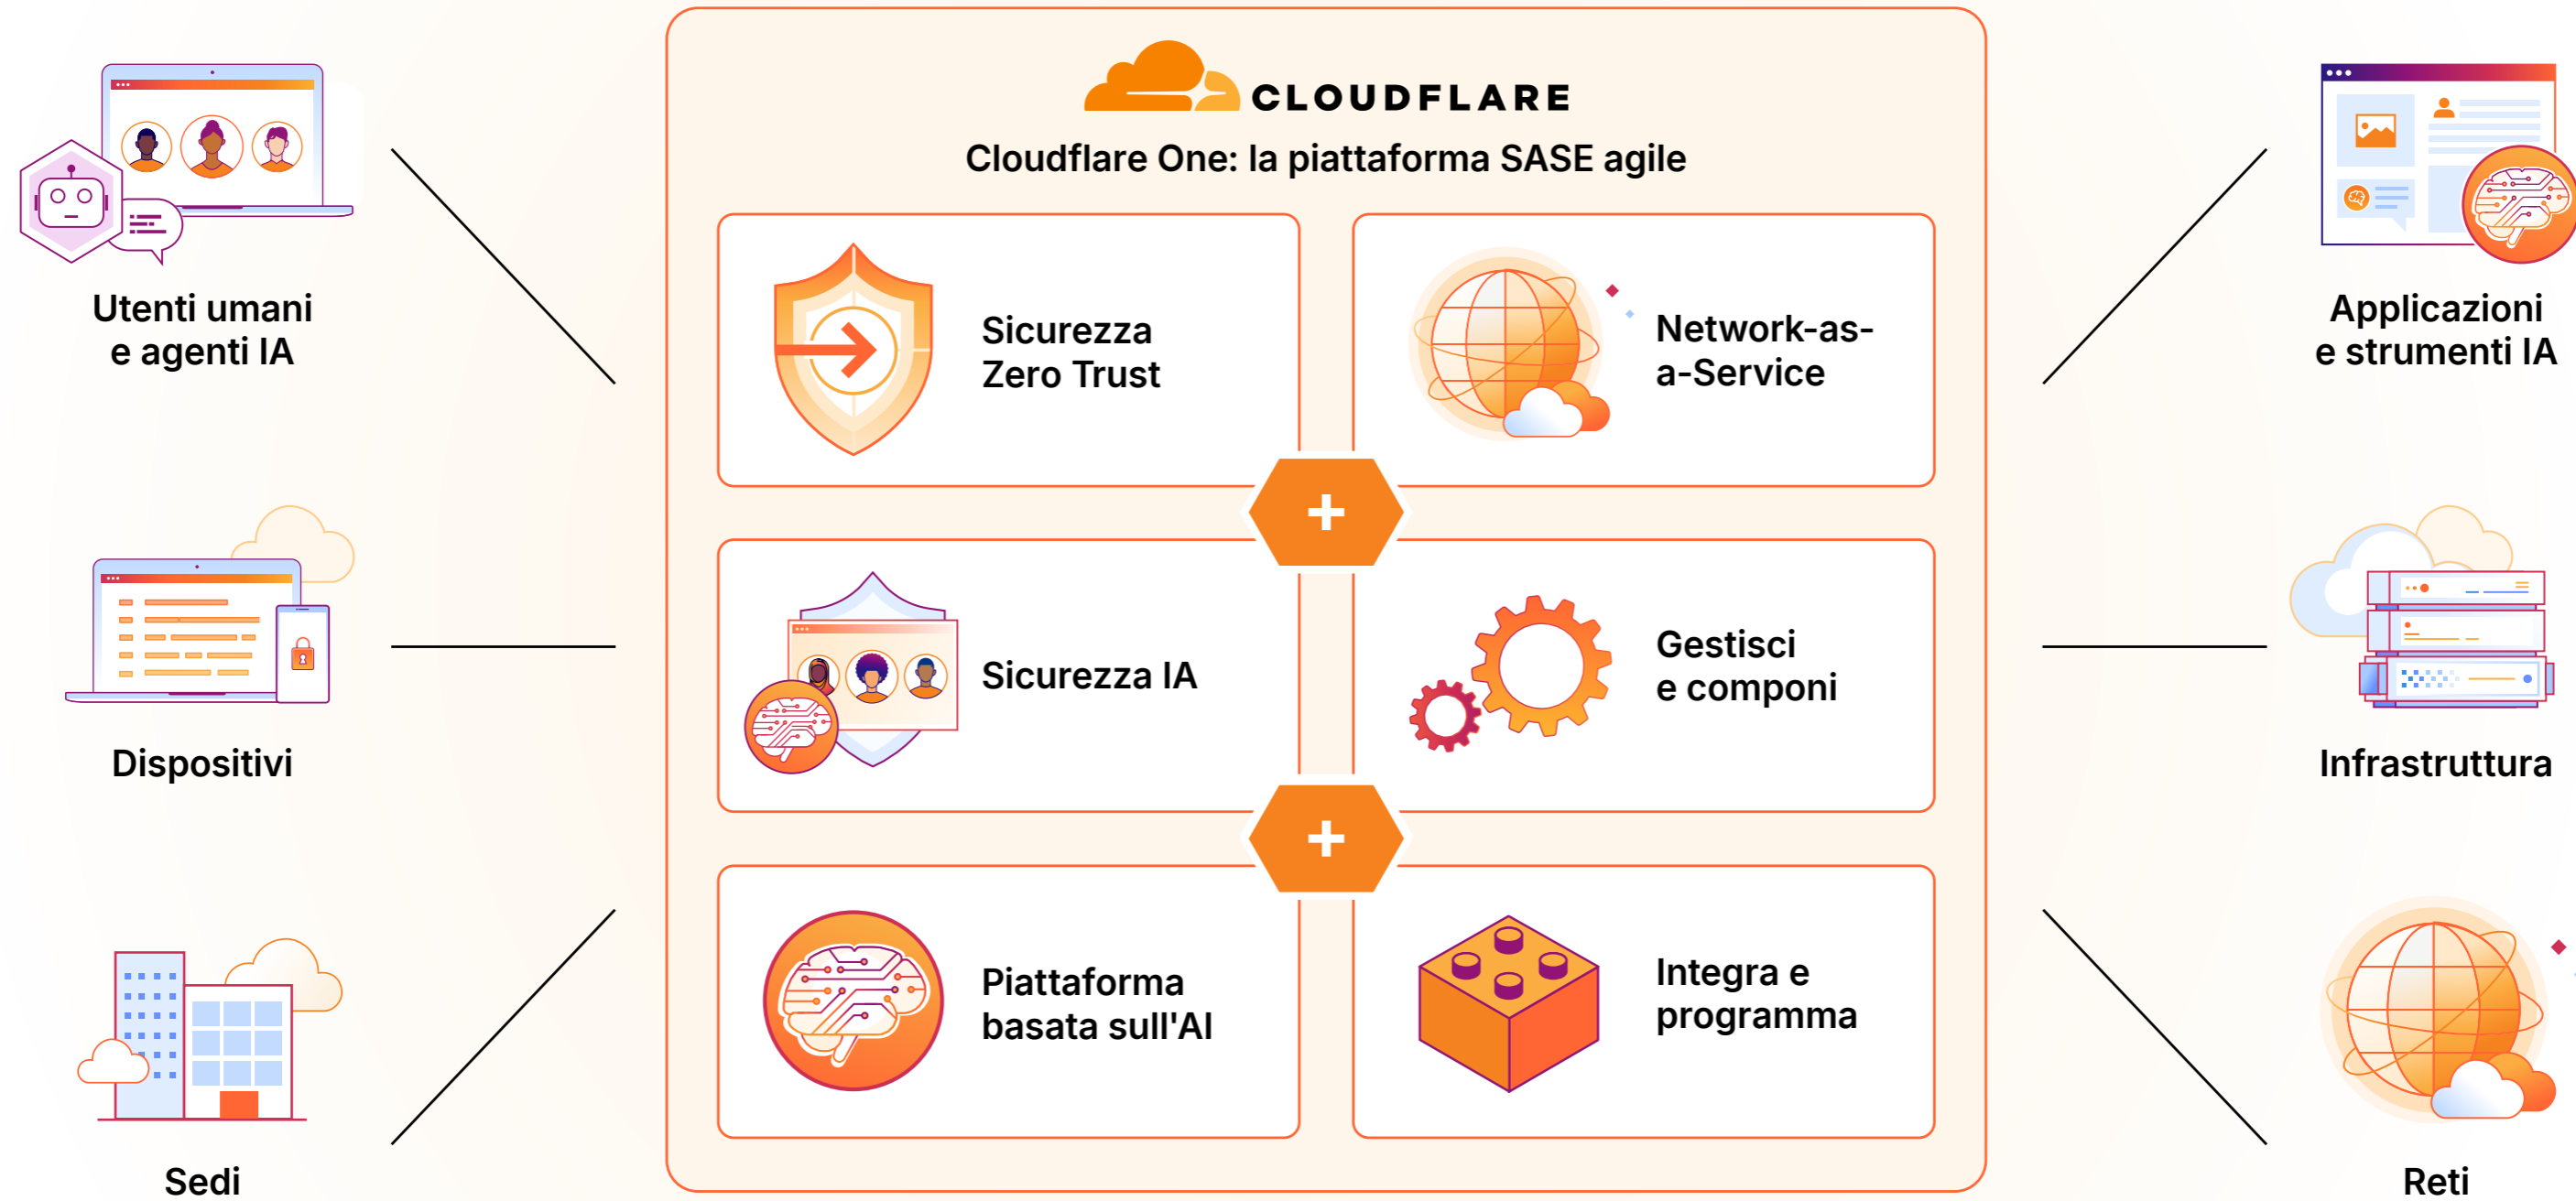 CLOUDFLARE
Cloudflare One: la piattaforma SASE agile
Utenti umani
e agenti IA
Dispositivi
Sedi
Sicurezza
Zero Trust
Network-as-
a-Service
Sicurezza IA
Gestisci
e componi
Piattaforma
basata sull'AI
Integra e
programma
Applicazioni
e strumenti IA
Infrastruttura
Reti